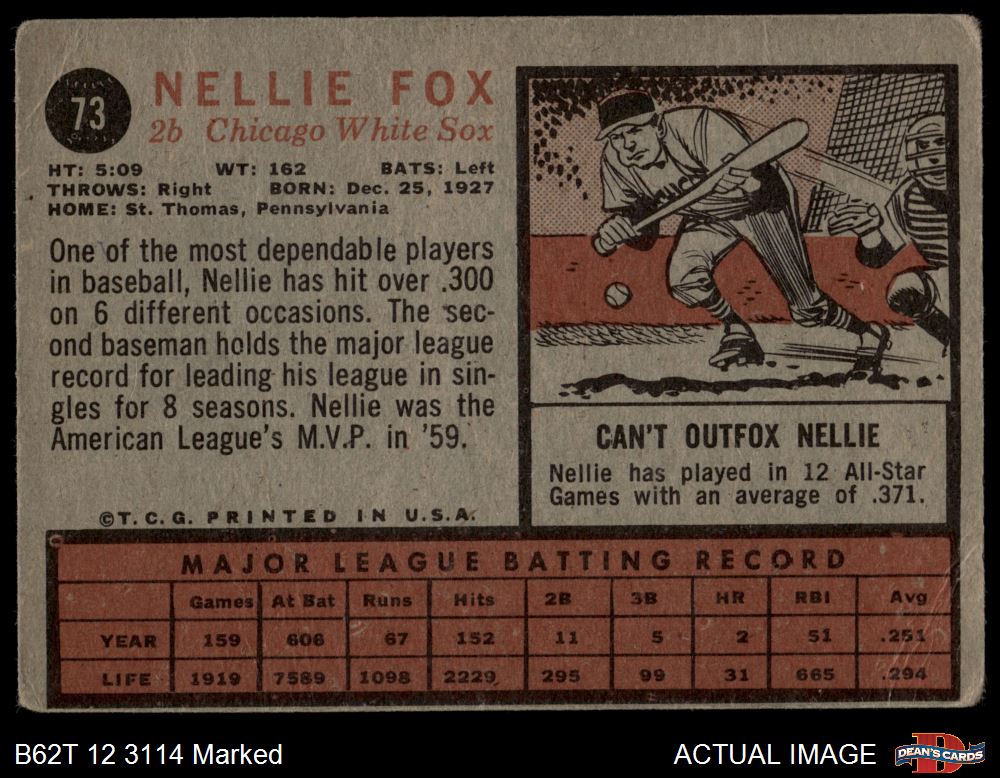 73
NELLIE FOX
2b Chicago White Sox
HT: 5:09 WT: 162 BATS: Left
THROWS: Right BORN: Dec. 25, 1927
HOME: St. Thomas, Pennsylvania
One of the most dependable players
in baseball, Nellie has hit over .300
on 6 different occasions. The sec-
ond baseman holds the major league
record for leading his league in sin-
gles for 8 seasons. Nellie was the
American League's M.V.P. in '59.
©T.C.G. PRINTED IN U.S.A.
CAN'T OUTFOX NELLIE
Nellie has played in 12 All-Star
Games with an average of .371.
MAJOR LEAGUE BATTING RECORD
Games At Bat Runs Hits 2B 3B HR RBI Avg
YEAR 159 606 67 152 11 5 2 51 .251
LIFE 1919 7589 1098 2229 295 99 31 665 .294
B62T 12 3114 Marked
ACTUAL IMAGE
DEAN'S CARDS